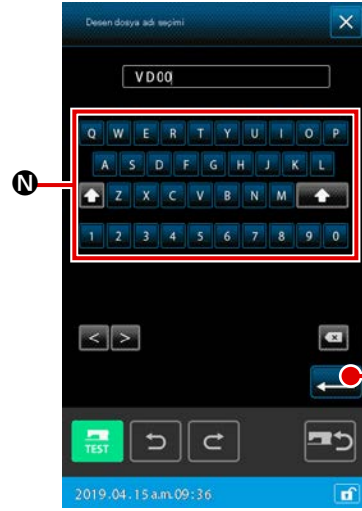 Desen dosya adı seçimi
VD00
Q W E R T Y U I O P
A S D F G H J K L
N
Z X C V B N M
1 2 3 4 5 6 7 8 9 0
< >
TEST
2019.04.15 a.m. 09:36